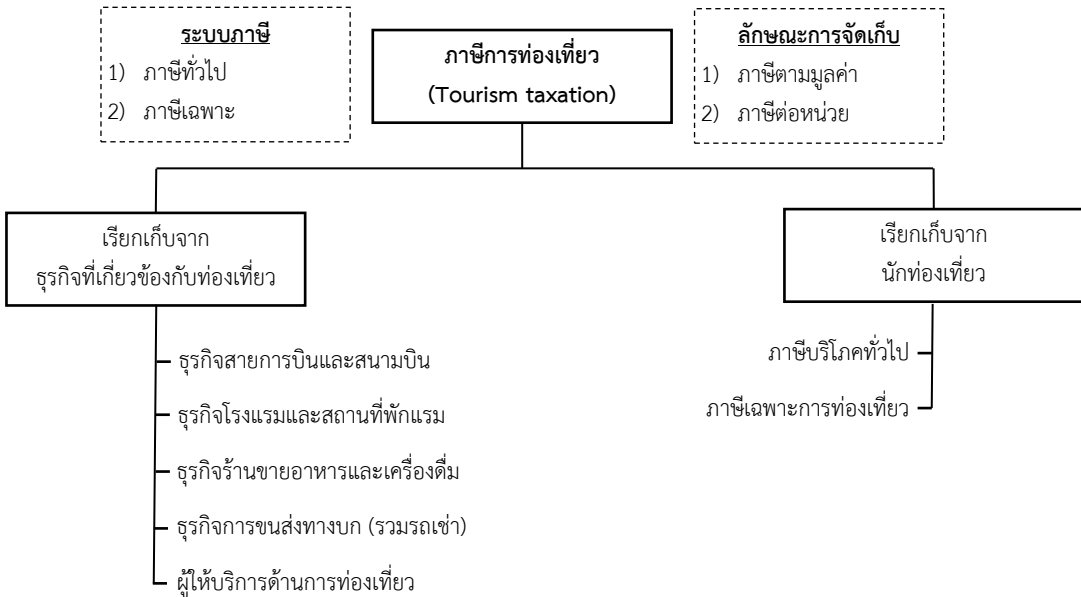 ระบบภาษี
1) ภาษีทั่วไป
2) ภาษีเฉพาะ
ภาษีการท่องเที่ยว
(Tourism taxation)
ลักษณะการจัดเก็บ
1) ภาษีตามมูลค่า
2) ภาษีต่อหน่วย
เรียกเก็บจาก
ธุรกิจที่เกี่ยวข้องกับท่องเที่ยว
เรียกเก็บจาก
นักท่องเที่ยว
ธุรกิจสายการบินและสนามบิน
ธุรกิจโรงแรมและสถานที่พักแรม
ธุรกิจร้านขายอาหารและเครื่องดื่ม
ธุรกิจการขนส่งทางบก (รวมรถเช่า)
ผู้ให้บริการด้านการท่องเที่ยว
ภาษีบริโภคทั่วไป
ภาษีเฉพาะการท่องเที่ยว